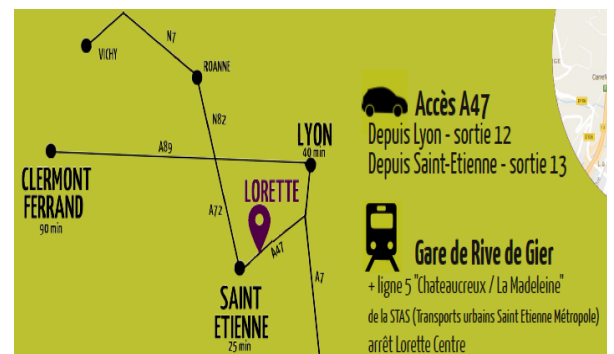 N7
VICHY
ROANNE
N82
LYON
40 min
A89
CLERMONT
FERRAND
90 min
LORETTE
A72
A47
A7
SAINT
ETIENNE
25 min
Accès A47
Depuis Lyon - sortie 12
Depuis Saint-Etienne - sortie 13
Gare de Rive de Gier
+ ligne 5 "Chateaucreux / La Madeleine"
de la STAS (Transports urbains Saint Etienne Métropole)
arrêt Lorette Centre